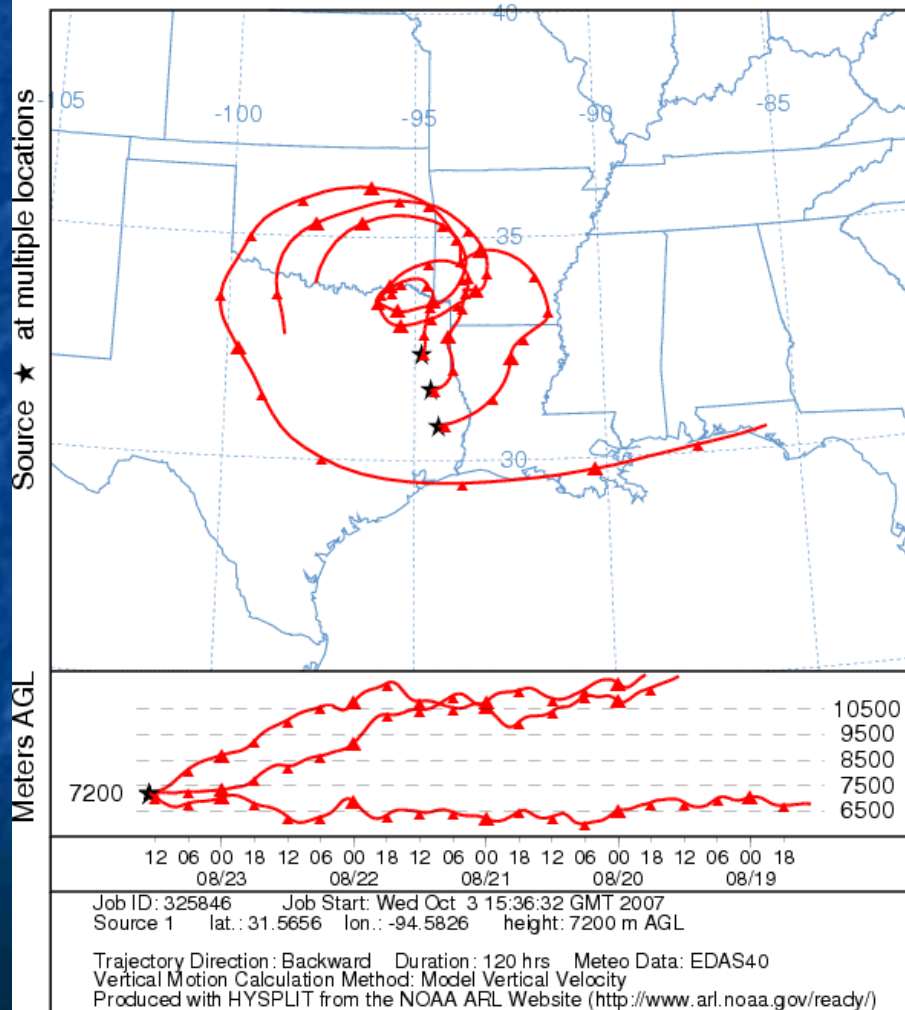 40
-105
-100
-95
-90
-85
35
30
Source ★ at multiple locations
Meters AGL
7200
10500
9500
8500
7500
6500
12 06 00 18 12 06 00 18 12 06 00 18 12 06 00 18 12 06 00 18
08/23 08/22 08/21 08/20 08/19
Job ID: 325846 Job Start: Wed Oct 3 15:36:32 GMT 2007
Source 1 lat.: 31.5656 lon.: -94.5826 height: 7200 m AGL
Trajectory Direction: Backward Duration: 120 hrs Meteo Data: EDAS40
Vertical Motion Calculation Method: Model Vertical Velocity
Produced with HYSPLIT from the NOAA ARL Website (http://www.arl.noaa.gov/ready/)